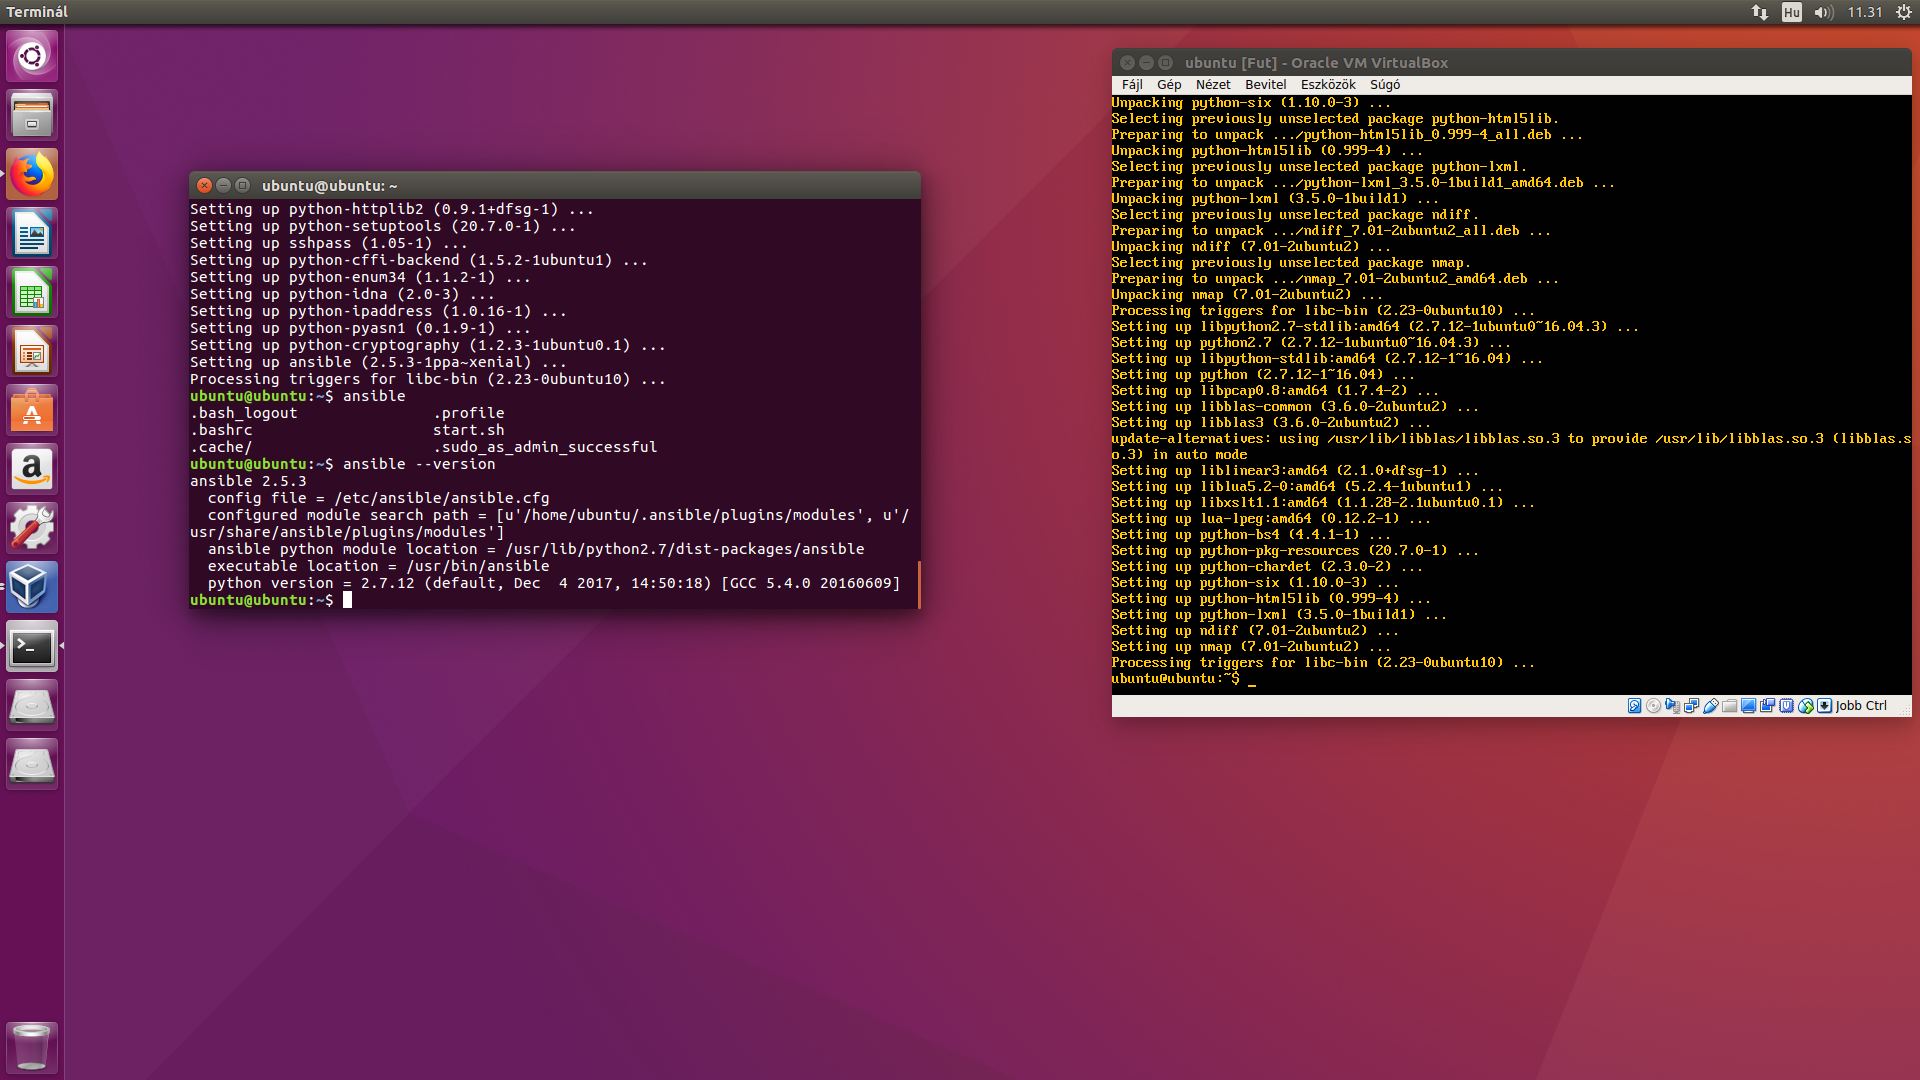 Terminál
Hu
11.31
ubuntu@ubuntu: ~
Setting up python-httplib2 (0.9.1+dfsg-1) ...
Setting up python-setuptools (20.7.0-1) ...
Setting up sshpass (1.05-1) ...
Setting up python-cffi-backend (1.5.2-1ubuntu1) ...
Setting up python-enum34 (1.1.2-1) ...
Setting up python-idna (2.0-3) ...
Setting up python-ipaddress (1.0.16-1) ...
Setting up python-pyasn1 (0.1.9-1) ...
Setting up python-cryptography (1.2.3-1ubuntu0.1) ...
Setting up ansible (2.5.3-1ppa~xenial) ...
Processing triggers for libc-bin (2.23-0ubuntu10) ...
ubuntu@ubuntu:~$ ansible
.bash_logout .profile
.bashrc start.sh
.cache/ .sudo_as_admin_successful
ubuntu@ubuntu:~$ ansible --version
ansible 2.5.3
config file = /etc/ansible/ansible.cfg
configured module search path = [u'/home/ubuntu/.ansible/plugins/modules', u'/
usr/share/ansible/plugins/modules']
ansible python module location = /usr/lib/python2.7/dist-packages/ansible
executable location = /usr/bin/ansible
python version = 2.7.12 (default, Dec  4 2017, 14:50:18) [GCC 5.4.0 20160609]
ubuntu@ubuntu:~$
ubuntu [Fut] - Oracle VM VirtualBox
Fájl Gép Nézet Bevitel Eszközök Súgó
Unpacking python-six (1.10.0-3) ...
Selecting previously unselected package python-html5lib.
Preparing to unpack .../python-html5lib_0.999-4_all.deb ...
Unpacking python-html5lib (0.999-4) ...
Selecting previously unselected package python-lxml.
Preparing to unpack .../python-lxml_3.5.0-1build1_amd64.deb ...
Unpacking python-lxml (3.5.0-1build1) ...
Selecting previously unselected package ndiff.
Preparing to unpack .../ndiff_7.01-2ubuntu2_all.deb ...
Unpacking ndiff (7.01-2ubuntu2) ...
Selecting previously unselected package nmap.
Preparing to unpack .../nmap_7.01-2ubuntu2_amd64.deb ...
Unpacking nmap (7.01-2ubuntu2) ...
Processing triggers for libc-bin (2.23-0ubuntu10) ...
Setting up libpython2.7-stdlib:amd64 (2.7.12-1ubuntu0~16.04.3) ...
Setting up python2.7 (2.7.12-1ubuntu0~16.04.3) ...
Setting up libpython-stdlib:amd64 (2.7.12-1~16.04) ...
Setting up python (2.7.12-1~16.04) ...
Setting up libpcap0.8:amd64 (1.7.4-2) ...
Setting up libblas-common (3.6.0-2ubuntu2) ...
Setting up libblas3 (3.6.0-2ubuntu2) ...
update-alternatives: using /usr/lib/libblas/libblas.so.3 to provide /usr/lib/libblas.so.3 (libblas.s
o.3) in auto mode
Setting up liblinear3:amd64 (2.1.0+dfsg-1) ...
Setting up liblua5.2-0:amd64 (5.2.4-1ubuntu1) ...
Setting up libxslt1.1:amd64 (1.1.28-2.1ubuntu0.1) ...
Setting up lua-lpeg:amd64 (0.12.2-1) ...
Setting up python-bs4 (4.4.1-1) ...
Setting up python-pkg-resources (20.7.0-1) ...
Setting up python-chardet (2.3.0-2) ...
Setting up python-six (1.10.0-3) ...
Setting up python-html5lib (0.999-4) ...
Setting up python-lxml (3.5.0-1build1) ...
Setting up ndiff (7.01-2ubuntu2) ...
Setting up nmap (7.01-2ubuntu2) ...
Processing triggers for libc-bin (2.23-0ubuntu10) ...
ubuntu@ubuntu:~$ _
Jobb Ctrl